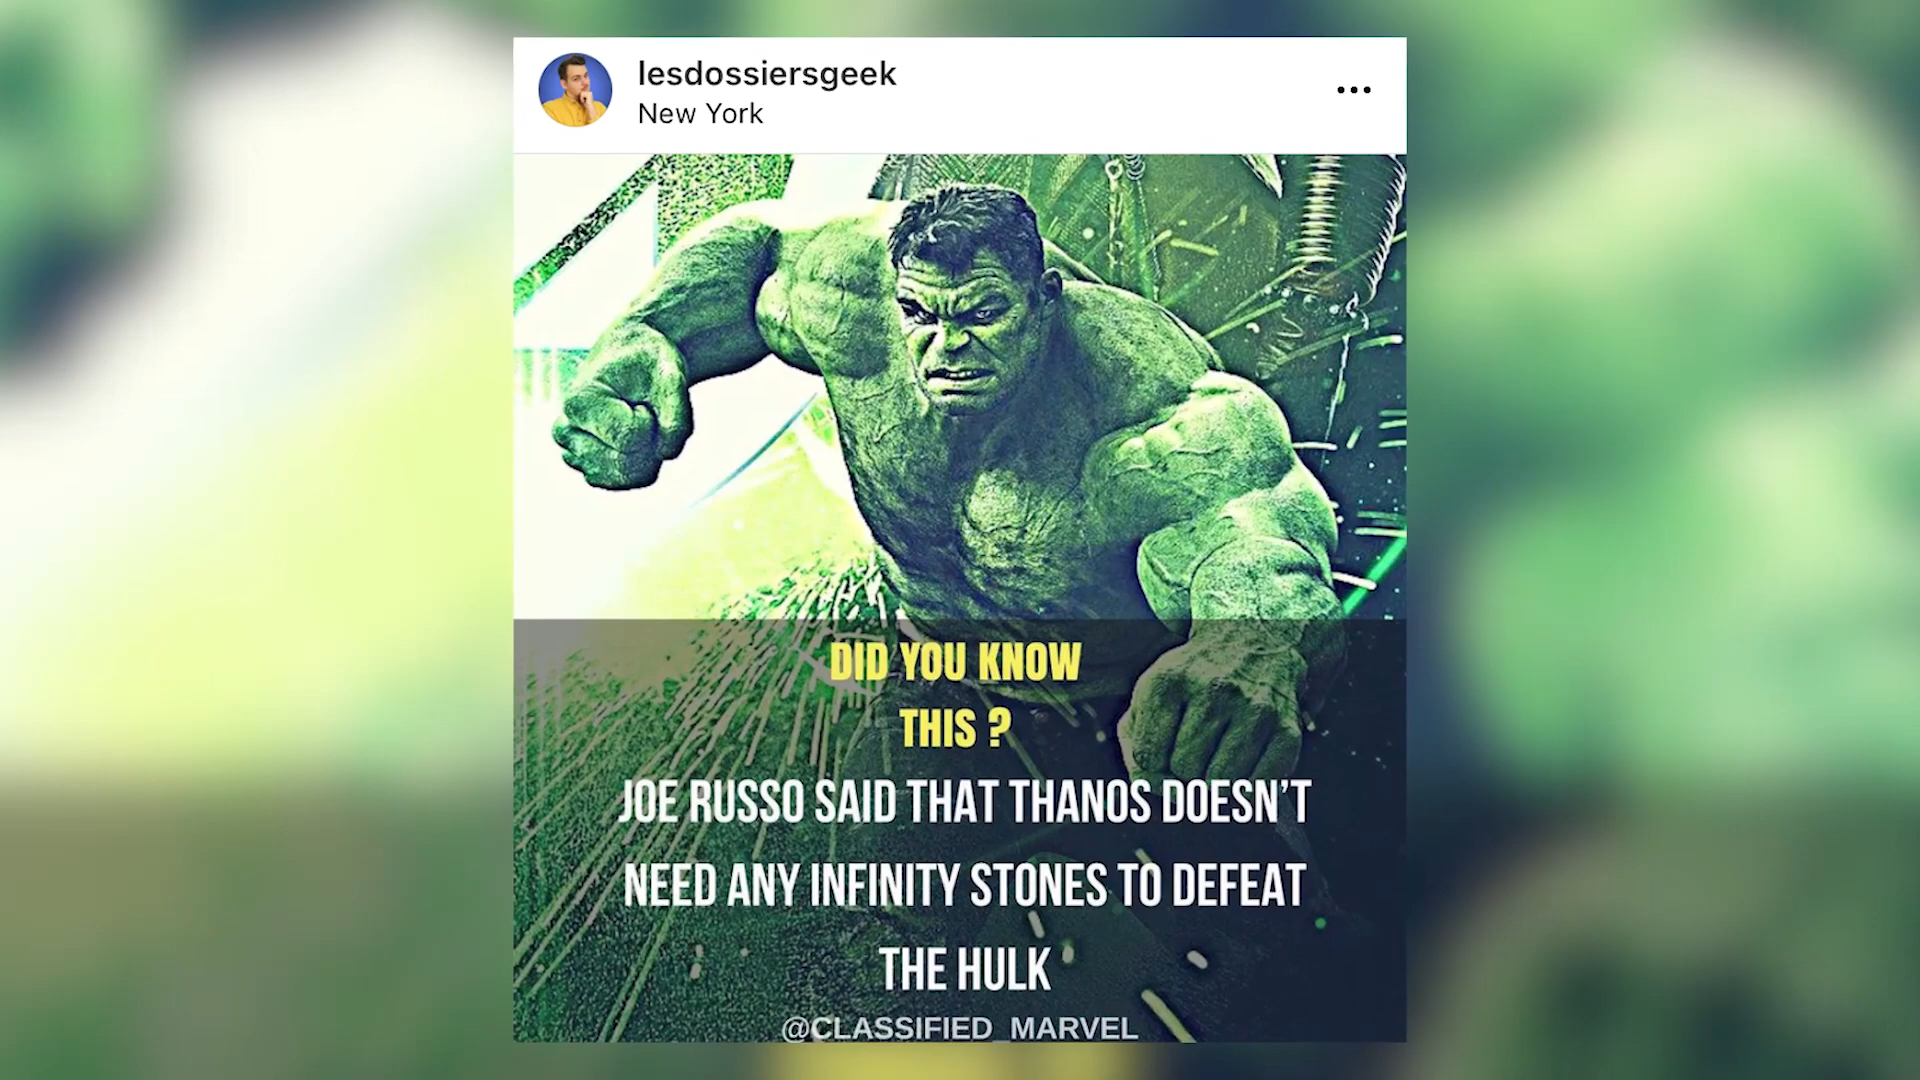 lesdossiersgeek
New York
DID YOU KNOW
THIS ?
JOE RUSSO SAID THAT THANOS DOESN'T
NEED ANY INFINITY STONES TO DEFEAT
THE HULK
@CLASSIFIED_MARVEL